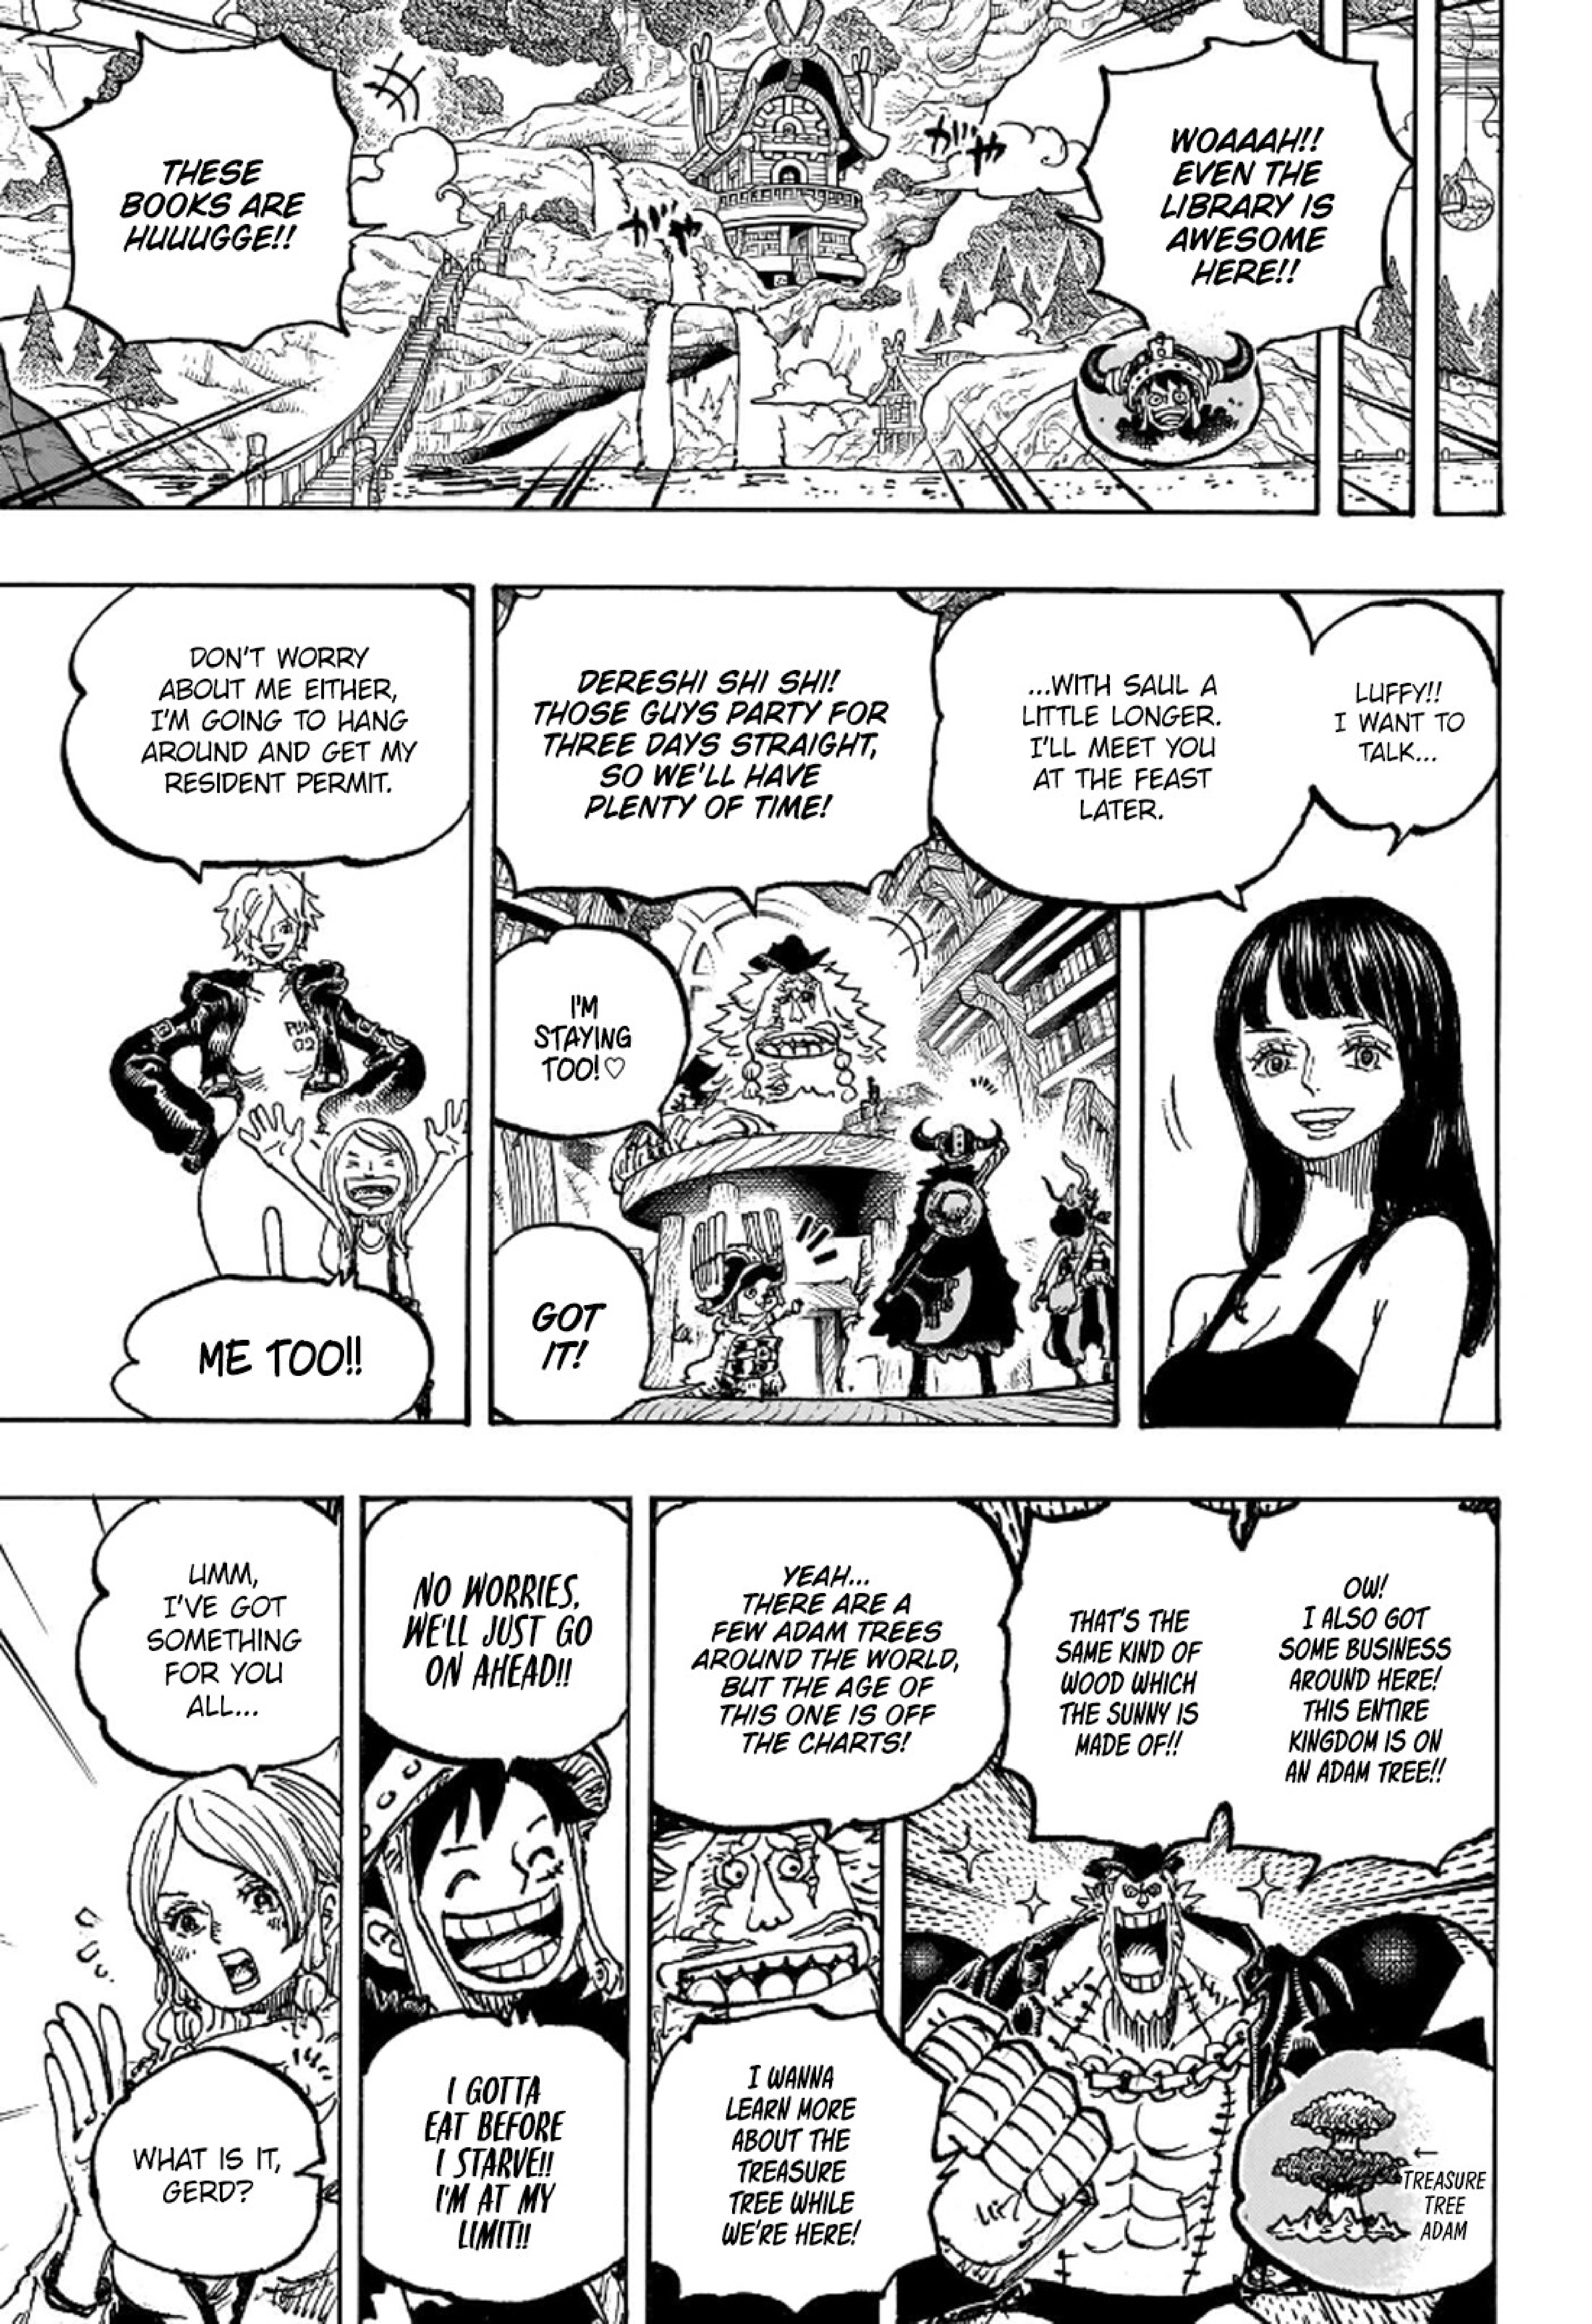 WOAAAH!!
EVEN THE
LIBRARY IS
AWESOME
HERE!!
ガヤ
ガヤ
THESE
BOOKS ARE
HUUUGGE!!
LUFFY!!
I WANT TO
TALK...
...WITH SAUL A
LITTLE LONGER.
I'LL MEET YOU
AT THE FEAST
LATER.
DERESHI SHI SHI!
THOSE GUYS PARTY FOR
THREE DAYS STRAIGHT,
SO WE'LL HAVE
PLENTY OF TIME!
I'M
STAYING
TOO!♡
GOT
IT!
DON'T WORRY
ABOUT ME EITHER,
I'M GOING TO HANG
AROUND AND GET MY
RESIDENT PERMIT.
PUN
02
ME TOO!!
OW!
I ALSO GOT
SOME BUSINESS
AROUND HERE!
THIS ENTIRE
KINGDOM IS ON
AN ADAM TREE!!
THAT'S THE
SAME KIND OF
WOOD WHICH
THE SUNNY IS
MADE OF!!
←
TREASURE
TREE
ADAM
YEAH...
THERE ARE A
FEW ADAM TREES
AROUND THE WORLD,
BUT THE AGE OF
THIS ONE IS OFF
THE CHARTS!
I WANNA
LEARN MORE
ABOUT THE
TREASURE
TREE WHILE
WE'RE HERE!
NO WORRIES,
WE'LL JUST GO
ON AHEAD!!
I GOTTA
EAT BEFORE
I STARVE!!
I'M AT MY
LIMIT!!
UMM,
I'VE GOT
SOMETHING
FOR YOU
ALL...
WHAT IS IT,
GERD?